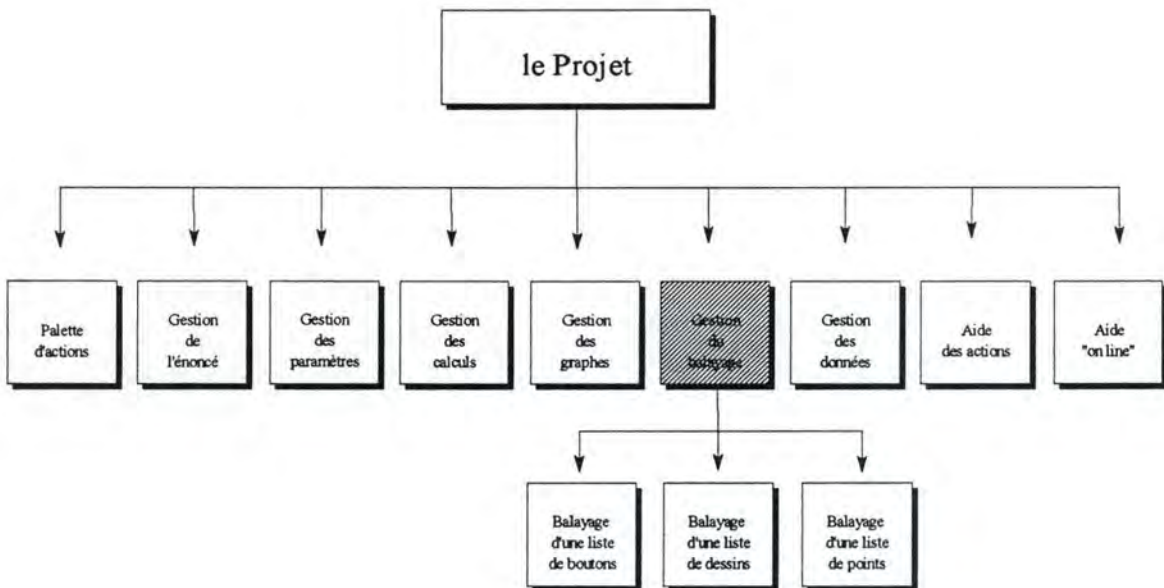 le Projet
Palette
d'actions
Gestion
de
l'énoncé
Gestion
des
paramètres
Gestion
des
calculs
Gestion
des
graphes
Gestion
du
balayage
Gestion
des
données
Aide
des actions
Aide
"on line"
Balayage
d'une liste
de boutons
Balayage
d'une liste
de dessins
Balayage
d'une liste
de points